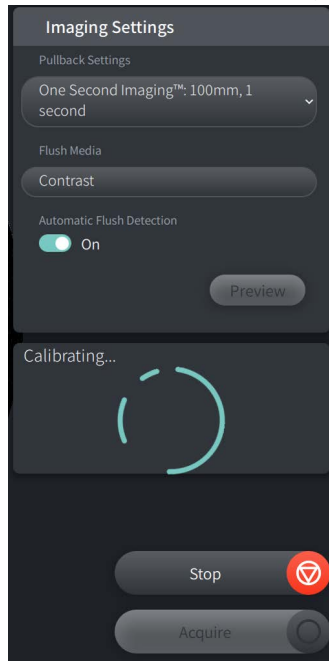 Imaging Settings
Pullback Settings
One Second Imaging™: 100mm, 1
second
Flush Media
Contrast
Automatic Flush Detection
On
Preview
Calibrating...
Stop
Acquire